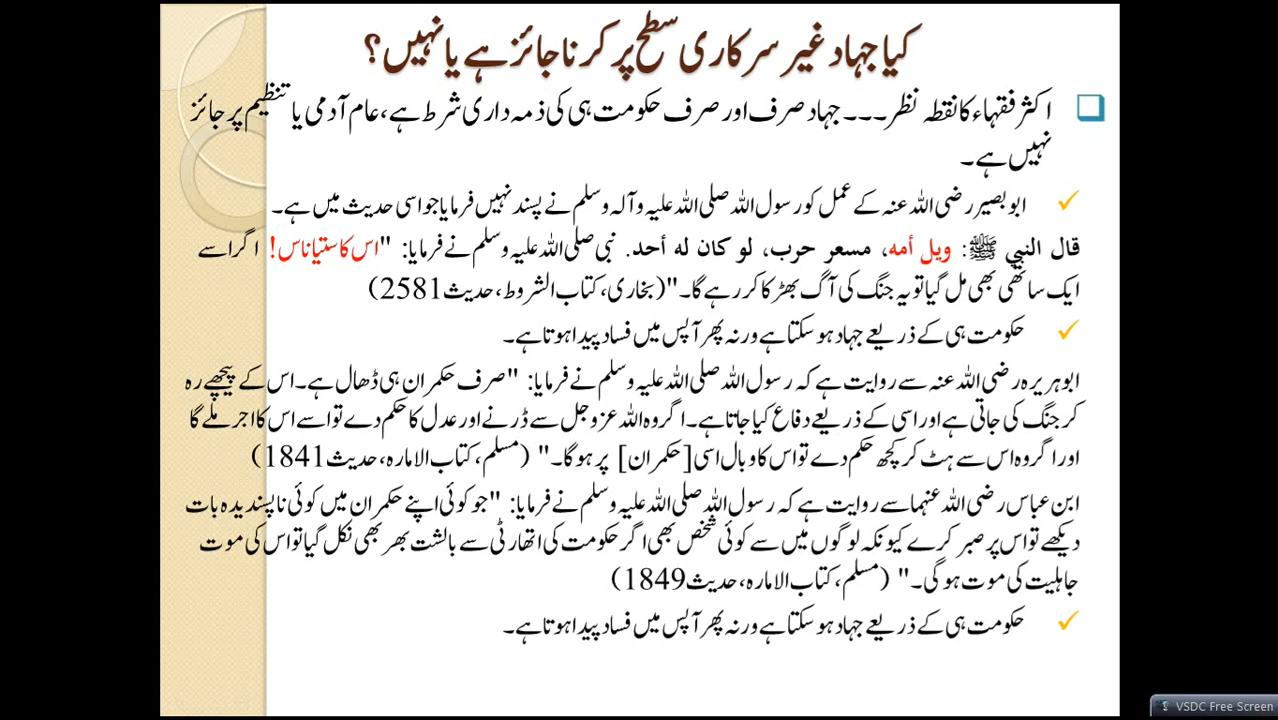 کیا جہاد غیر سرکاری سطح پر کرنا جائز ہے یا نہیں؟
اکثر فقہاء کا نقطہ نظر۔۔۔ جہاد صرف اور صرف حکومت ہی کی ذمہ داری شرط ہے، عام آدمی یا تنظیم پر جائز
نہیں ہے۔
ابو بصیر رضی اللہ عنہ کے عمل کو رسول اللہ صلی اللہ علیہ وآلہ وسلم نے پسند نہیں فرمایا جو اسی حدیث میں ہے۔
قال النبي ﷺ: ويل أمه، مسعر حرب، لو كان له أحد. نبی صلی اللہ علیہ وسلم نے فرمایا: "اس کا ستیاناس! اگر اسے
ایک ساتھی بھی مل گیا تو یہ جنگ کی آگ بھڑکا کر رہے گا۔" (بخاری، کتاب الشروط، حدیث 2581)
حکومت ہی کے ذریعے جہاد ہو سکتا ہے ورنہ پھر آپس میں فساد پیدا ہوتا ہے۔
ابوہریرہ رضی اللہ عنہ سے روایت ہے کہ رسول اللہ صلی اللہ علیہ وسلم نے فرمایا: "صرف حکمران ہی ڈھال ہے۔ اس کے پیچھے رہ
کر جنگ کی جاتی ہے اور اسی کے ذریعے دفاع کیا جاتا ہے۔ اگر وہ اللہ عزوجل سے ڈرنے اور عدل کا حکم دے تو اسے اس کا اجر ملے گا
اور اگر وہ اس سے ہٹ کر کچھ حکم دے تو اس کا وبال اسی [حکمران] پر ہو گا۔" (مسلم، کتاب الامارہ، حدیث 1841)
ابن عباس رضی اللہ عنہما سے روایت ہے کہ رسول اللہ صلی اللہ علیہ وسلم نے فرمایا: "جو کوئی اپنے حکمران میں کوئی ناپسندیدہ بات
دیکھے تو اس پر صبر کرے کیونکہ لوگوں میں سے کوئی شخص بھی اگر حکومت کی اتھارٹی سے بالشت بھر بھی نکل گیا تو اس کی موت
جاہلیت کی موت ہو گی۔" (مسلم، کتاب الامارہ، حدیث 1849)
حکومت ہی کے ذریعے جہاد ہو سکتا ہے ورنہ پھر آپس میں فساد پیدا ہوتا ہے۔
VSDC Free Screen